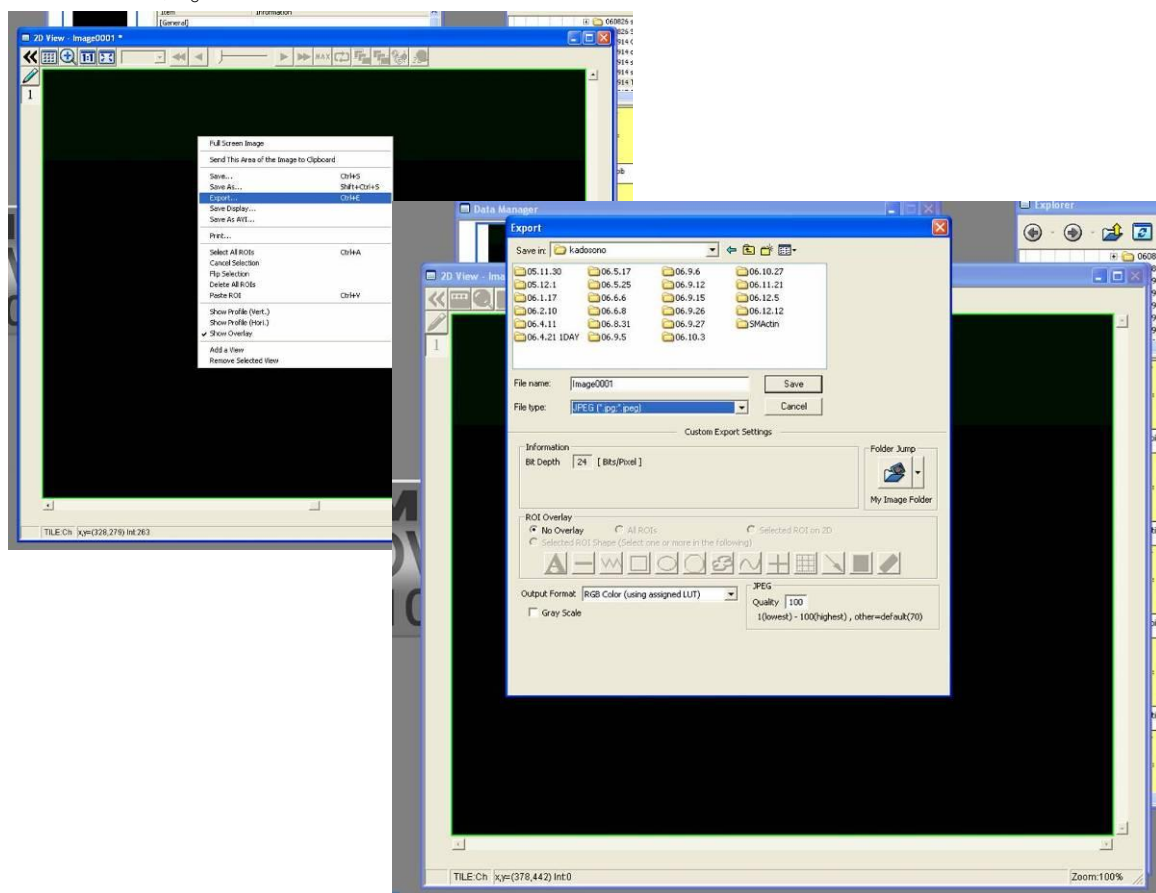 Item Information
[General]
060826 s
2D View - Image0001 *
1
Full Screen Image
Send This Area of the Image to Clipboard
Save... Ctrl+S
Save As... Shift+Ctrl+S
Export... Ctrl+E
Save Display...
Save As AVI...
Print...
Select All ROIs Ctrl+A
Cancel Selection
Flip Selection
Delete All ROIs
Paste ROI Ctrl+V
Show Profile (Vert.)
Show Profile (Hori.)
Show Overlay
Add a View
Remove Selected View
TILE:Ch x,y=(328,279) Int:263
Data Manager
Explorer
Export
Save in: kadosono
05.11.30 06.5.17 06.9.6 06.10.27
05.12.1 06.5.25 06.9.12 06.11.21
06.1.17 06.6.6 06.9.15 06.12.5
06.2.10 06.6.8 06.9.26 06.12.12
06.4.11 06.8.31 06.9.27 SMActin
06.4.21 1DAY 06.9.5 06.10.3
File name: Image0001 Save
File type: JPEG (*.jpg;*.jpeg) Cancel
Custom Export Settings
Information
Bit Depth 24 [ Bits/Pixel ]
Folder Jump
My Image Folder
ROI Overlay
No Overlay All ROIs Selected ROI on 2D
Selected ROI Shape (Select one or more in the following)
A
Output Format RGB Color (using assigned LUT)
Gray Scale
JPEG
Quality 100
1(lowest) - 100(highest) , other=default(70)
2D View - Ima
1
TILE:Ch x,y=(378,442) Int:0 Zoom:100%